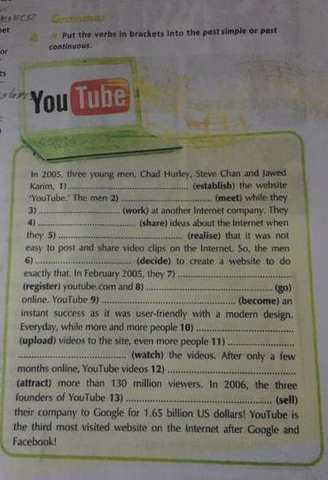 Grammar
4 * Put the verbs in brackets into the past simple or past
continuous.
You Tube
In 2005, three young men, Chad Hurley, Steve Chan and Jawed
Karim, 1) .................................... (establish) the website
'YouTube.' The men 2) .............................. (meet) while they
3) .......................... (work) at another Internet company. They
4) .............................. (share) ideas about the Internet when
they 5) .................................... (realise) that it was not
easy to post and share video clips on the Internet. So, the men
6) .............................. (decide) to create a website to do
exactly that. In February 2005, they 7) ..............................
(register) youtube.com and 8) .................................... (go)
online. YouTube 9) .................................... (become) an
instant success as it was user-friendly with a modern design.
Everyday, while more and more people 10) ..............................
(upload) videos to the site, even more people 11) ....................
.............................. (watch) the videos. After only a few
months online, YouTube videos 12) ....................................
(attract) more than 130 million viewers. In 2006, the three
founders of YouTube 13) .................................... (sell)
their company to Google for 1.65 billion US dollars! YouTube is
the third most visited website on the Internet after Google and
Facebook!